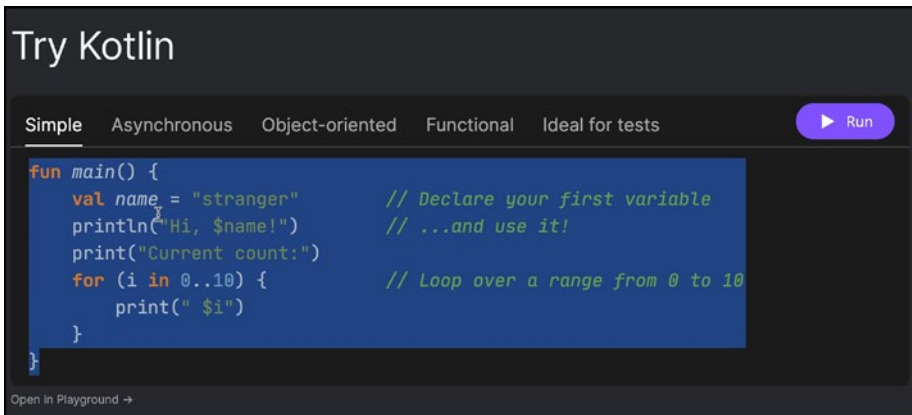 Try Kotlin
Simple Asynchronous Object-oriented Functional Ideal for tests Run
fun main() {
    val name = "stranger"        // Declare your first variable
    println("Hi, $name!")        // ...and use it!
    print("Current count:")
    for (i in 0..10) {           // Loop over a range from 0 to 10
        print(" $i")
    }
}
Open in Playground →